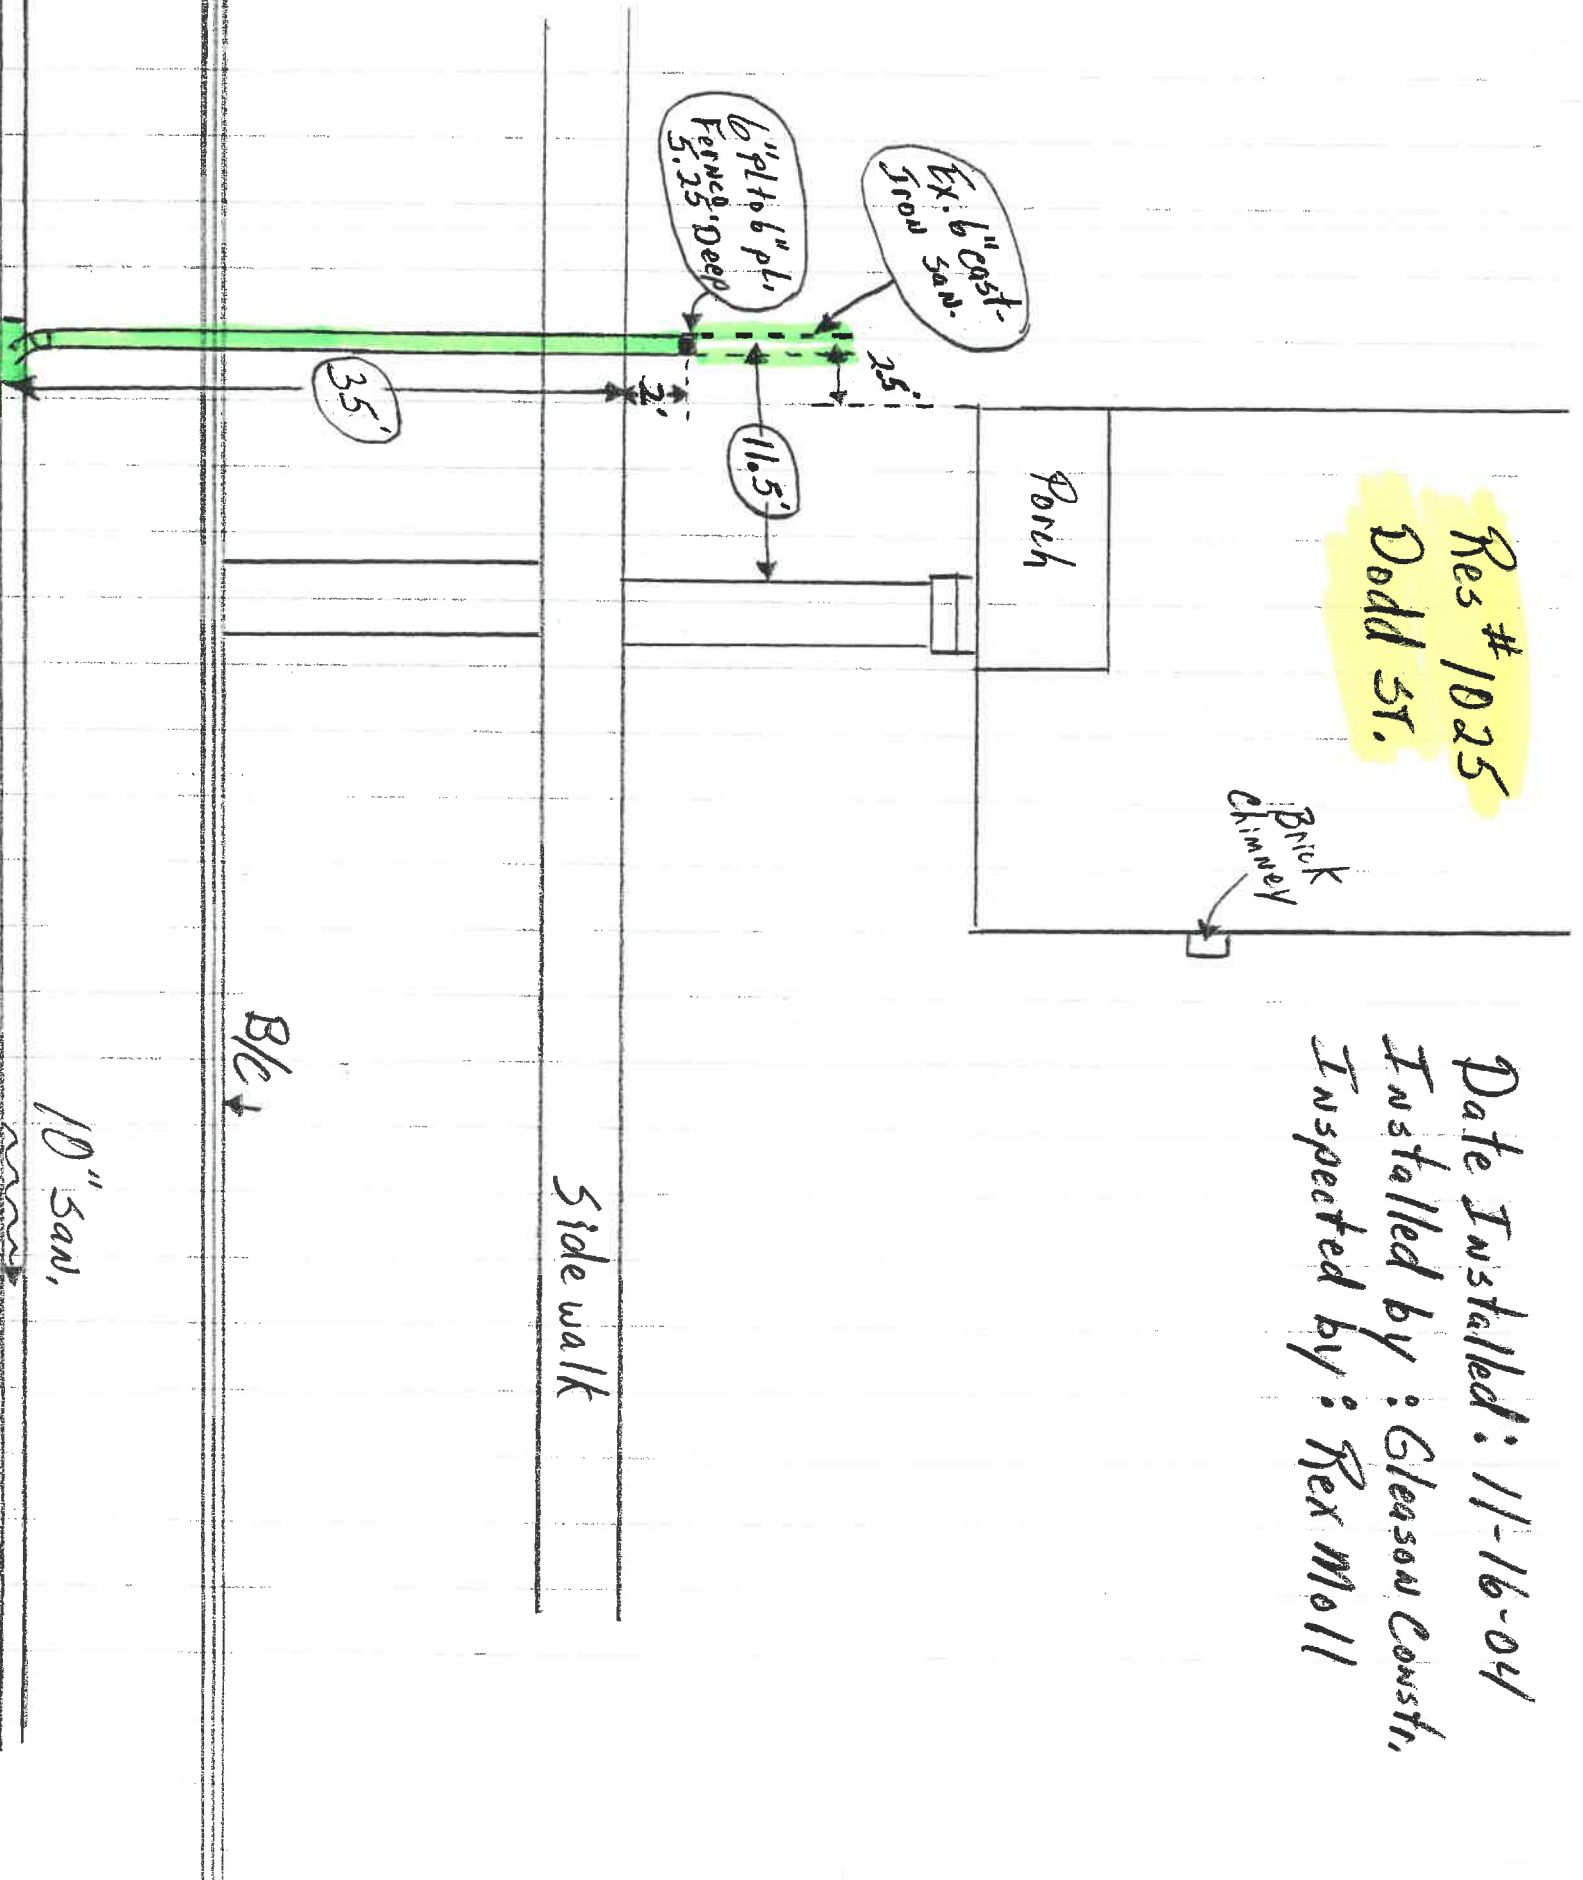 Res # 1025
Dodd ST.
Date Installed: 11-16-04
Installed by: Gleason Constr.
Inspected by: Rex Moll
Brick
Chimney
Porch
Ex. 6" cast-
Iron san.
2.5'
6" pl. to 6" pl.
Fernco,
5.25' Deep
11.5'
2'
35'
Sidewalk
B/C
10" san.